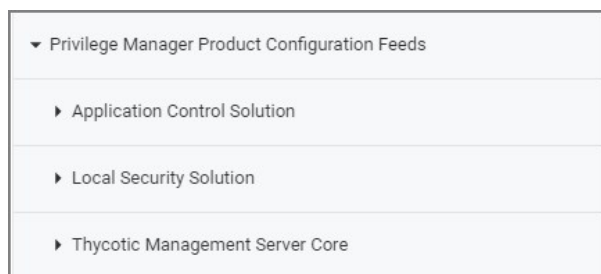 Privilege Manager Product Configuration Feeds
Application Control Solution
Local Security Solution
Thycotic Management Server Core